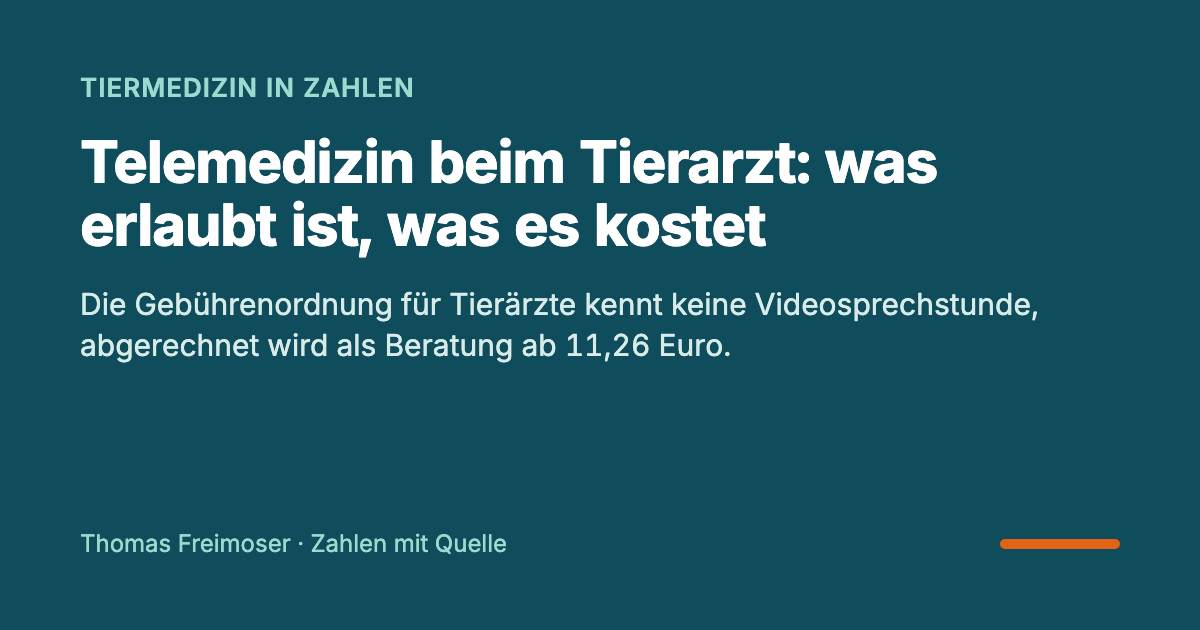 TIERMEDIZIN IN ZAHLEN
Telemedizin beim Tierarzt: was
erlaubt ist, was es kostet
Die Gebührenordnung für Tierärzte kennt keine Videosprechstunde,
abgerechnet wird als Beratung ab 11,26 Euro.
Thomas Freimoser · Zahlen mit Quelle